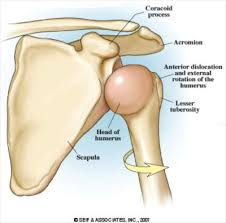 Coracoid
process
Acromion
Anterior dislocation
and external
rotation of the
humerus
Lesser
tuberosity
Head of
humerus
Scapula
© SEIF & ASSOCIATES, INC., 2007